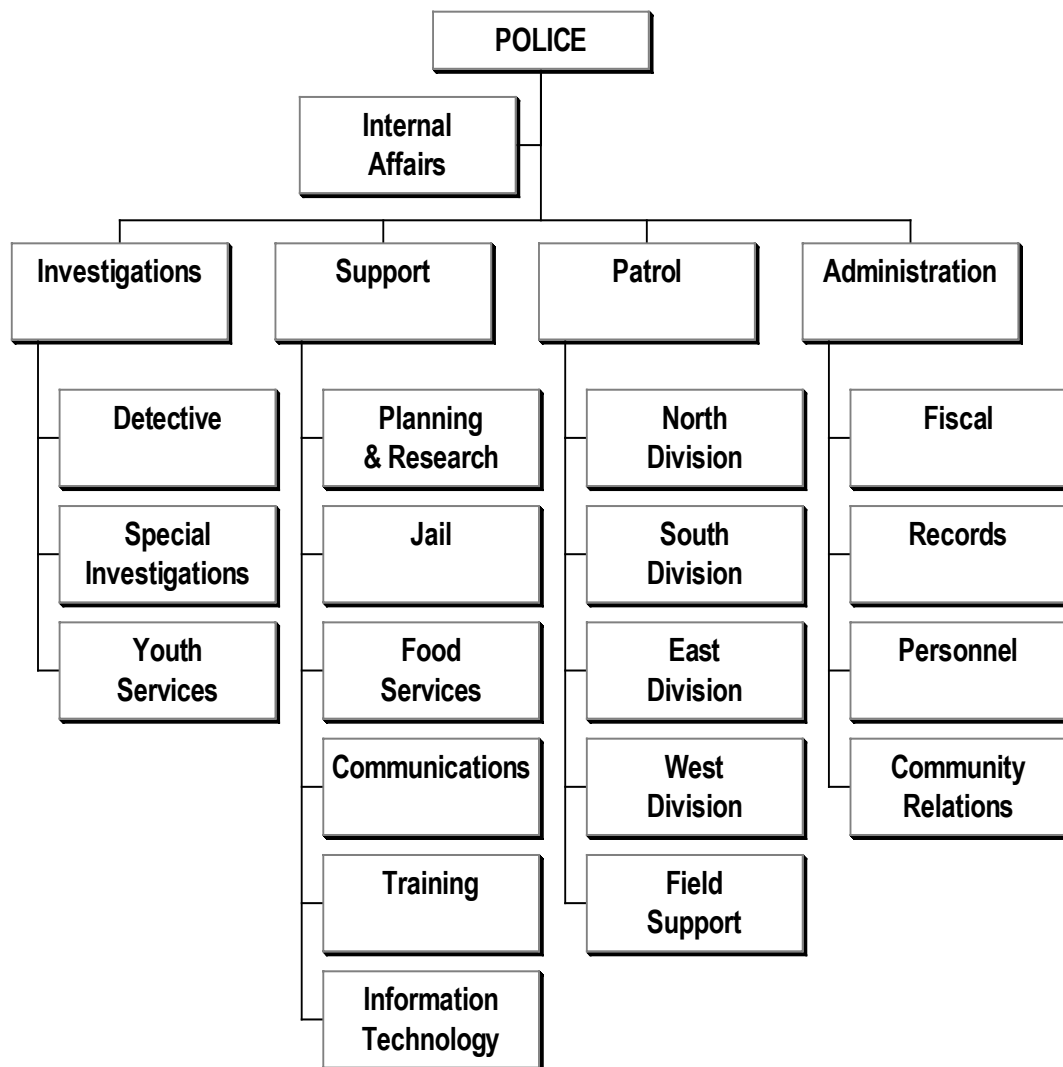 POLICE
Internal
Affairs
Investigations
Detective
Special
Investigations
Youth
Services
Support
Planning
& Research
Jail
Food
Services
Communications
Training
Information
Technology
Patrol
North
Division
South
Division
East
Division
West
Division
Field
Support
Administration
Fiscal
Records
Personnel
Community
Relations